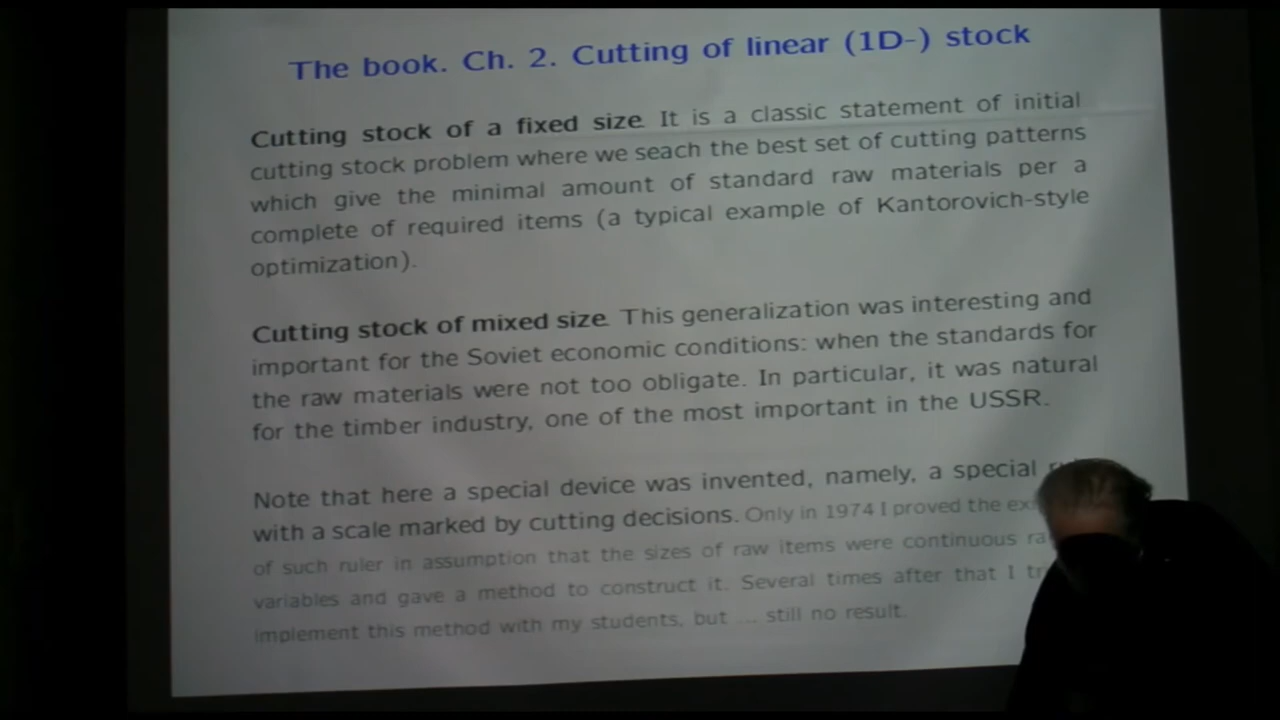 The book. Ch. 2. Cutting of linear (1D-) stock
Cutting stock of a fixed size. It is a classic statement of initial
cutting stock problem where we seach the best set of cutting patterns
which give the minimal amount of standard raw materials per a
complete of required items (a typical example of Kantorovich-style
optimization).
Cutting stock of mixed size. This generalization was interesting and
important for the Soviet economic conditions: when the standards for
the raw materials were not too obligate. In particular, it was natural
for the timber industry, one of the most important in the USSR.
Note that here a special device was invented, namely, a special
with a scale marked by cutting decisions. Only in 1974 I proved the
of such ruler in assumption that the sizes of raw items were continuous
variables and gave a method to construct it. Several times after that I
implement this method with my students, but ... still no result.